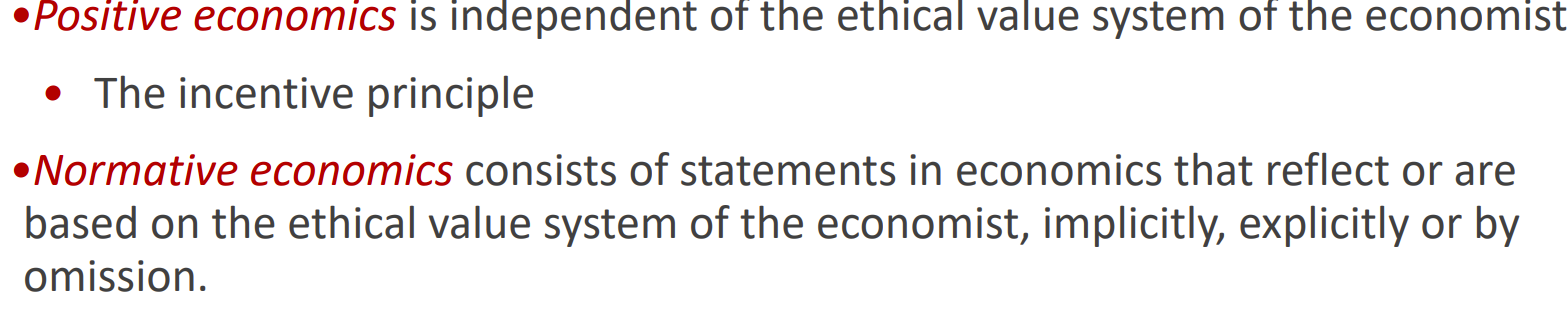 •Positive economics is independent of the ethical value system of the economist
• The incentive principle
•Normative economics consists of statements in economics that reflect or are
based on the ethical value system of the economist, implicitly, explicitly or by
omission.